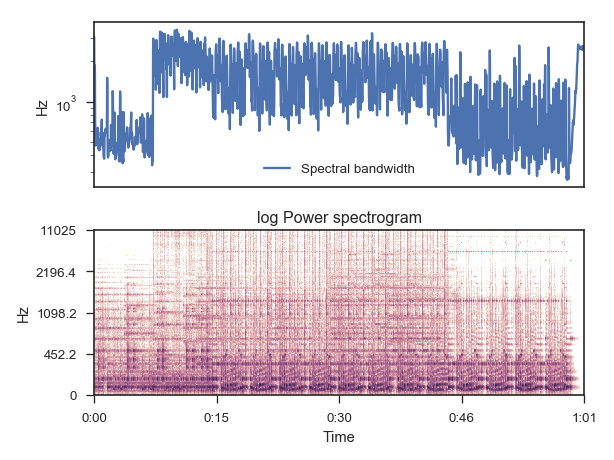 Hz
10³
Spectral bandwidth
log Power spectrogram
Hz
11025
2196.4
1098.2
452.2
0
0:00 0:15 0:30 0:46 1:01
Time